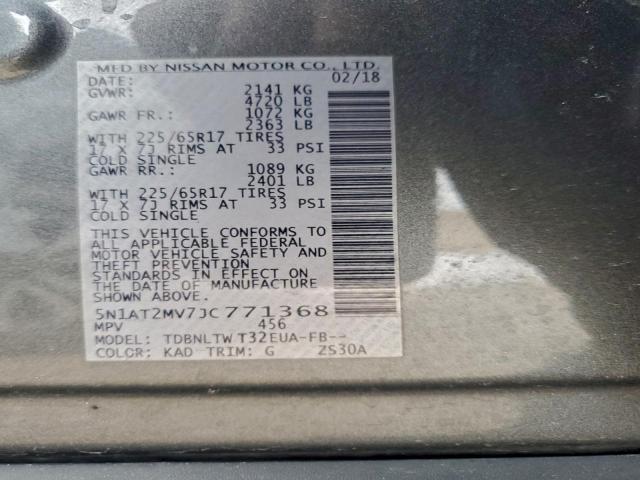 MFD BY NISSAN MOTOR CO., LTD.
DATE: 02/18
GVWR: 2141 KG
4720 LB
GAWR FR.: 1072 KG
2363 LB
WITH 225/65R17 TIRES
17 X 7J RIMS AT 33 PSI
COLD SINGLE
GAWR RR.: 1089 KG
2401 LB
WITH 225/65R17 TIRES
17 X 7J RIMS AT 33 PSI
COLD SINGLE
THIS VEHICLE CONFORMS TO
ALL APPLICABLE FEDERAL
MOTOR VEHICLE SAFETY AND
THEFT PREVENTION
STANDARDS IN EFFECT ON
THE DATE OF MANUFACTURE
SHOWN ABOVE.
5N1AT2MV7JC771368
MPV 456
MODEL: TDBNLTW T32EUA-FB--
COLOR: KAD TRIM: G ZS30A